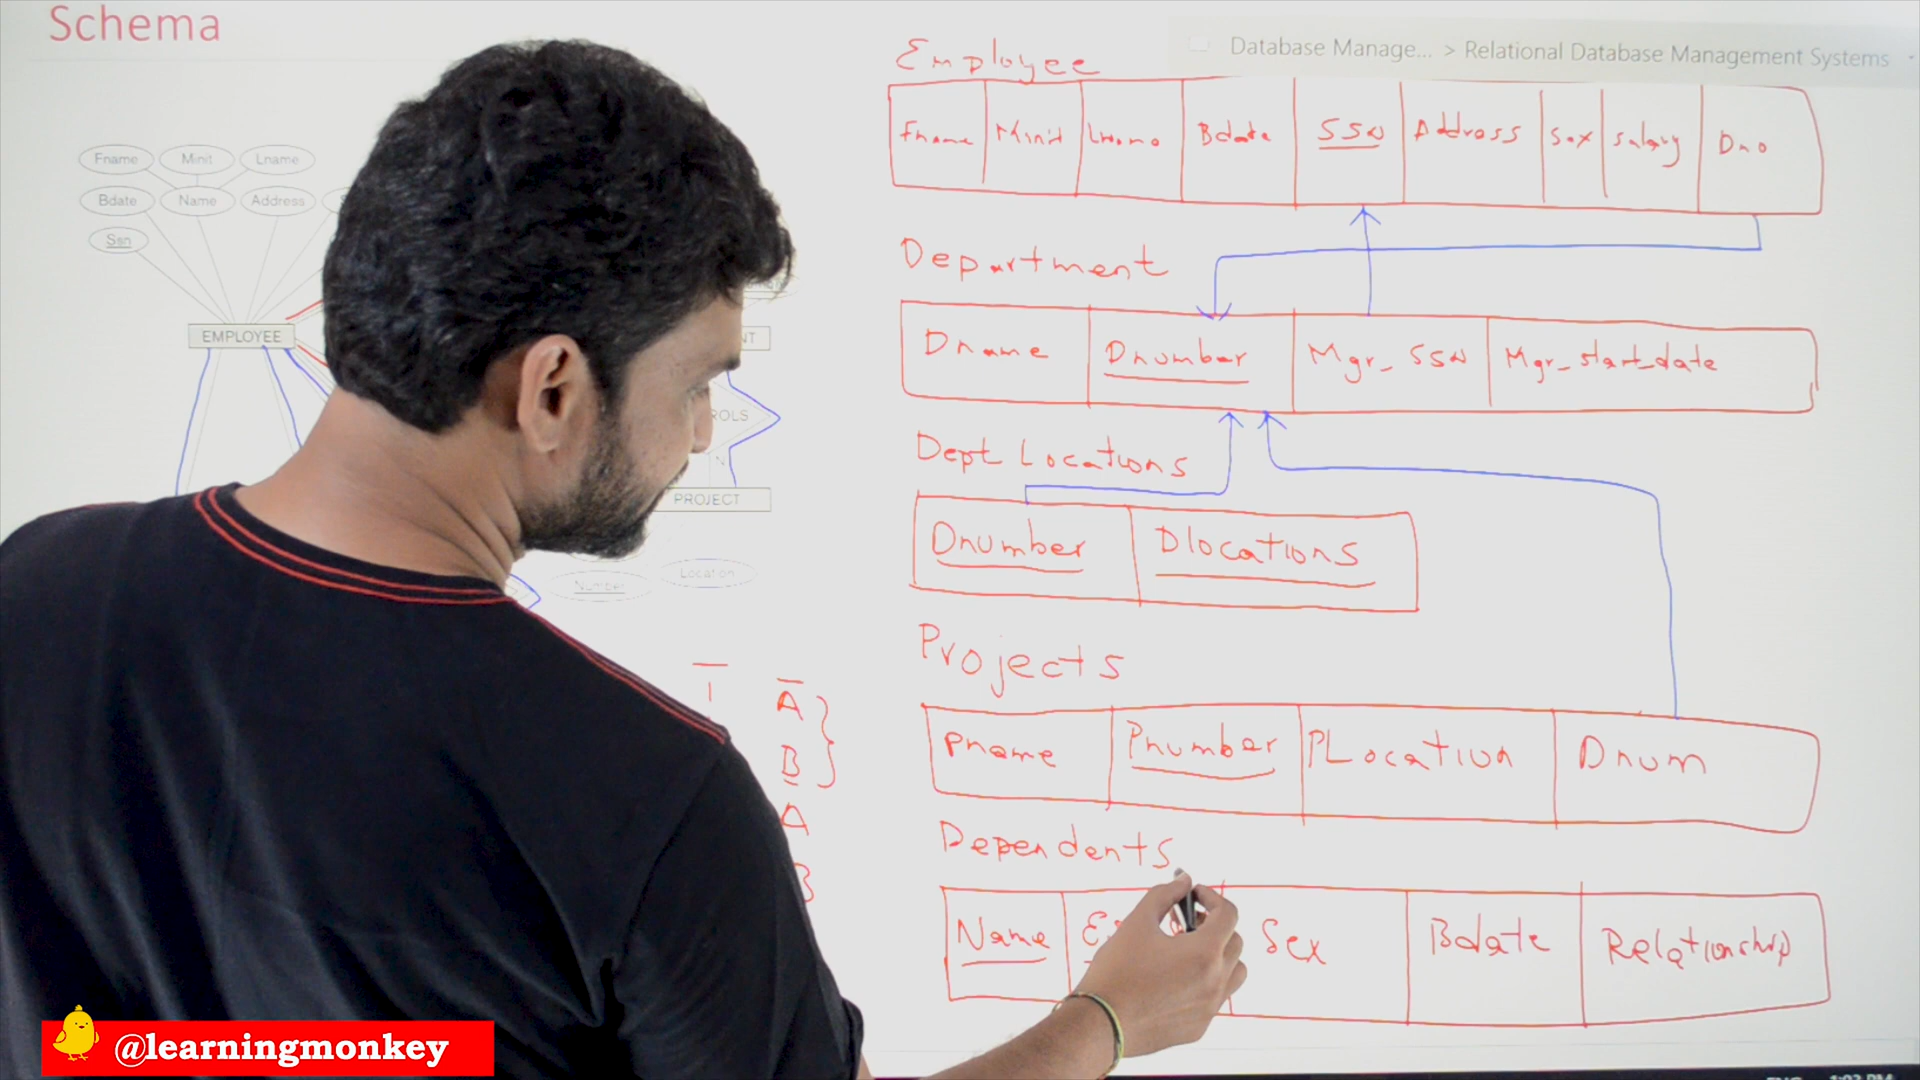 Schema
Database Manage... > Relational Database Management Systems
Fname Minit Lname
Bdate Name Address
Ssn
EMPLOYEE
PROJECT
Number Location
A
B
A
B
Employee
Fname Minit Lname Bdate SSN Address Sex Salary Dno
Department
Dname Dnumber Mgr_SSN Mgr_start_date
Dept Locations
Dnumber Dlocations
Projects
Pname Pnumber PLocation Dnum
Dependents
Name Sex Bdate Relationship
@learningmonkey